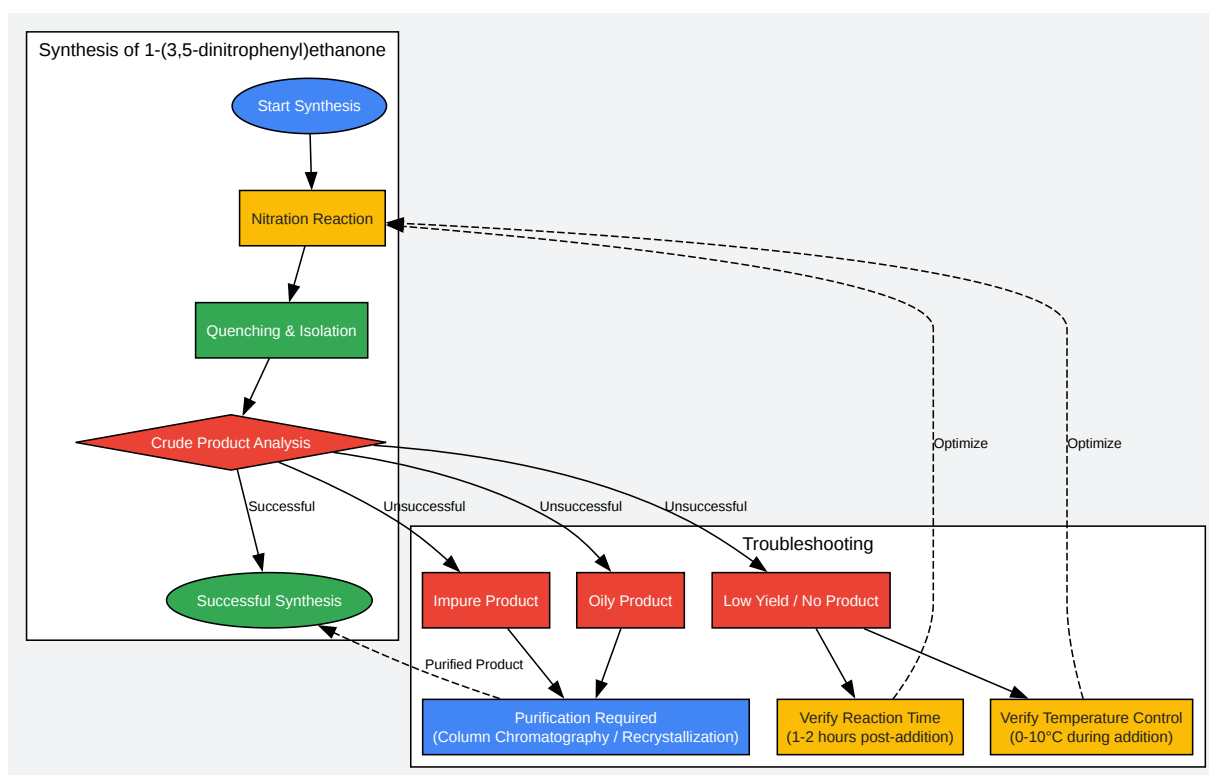 Synthesis of 1-(3,5-dinitrophenyl)ethanone
Start Synthesis
Nitration Reaction
Quenching & Isolation
Crude Product Analysis
Optimize
Optimize
Successful
Unsuccessful
Unsuccessful
Unsuccessful
Troubleshooting
Successful Synthesis
Impure Product
Oily Product
Low Yield / No Product
Purified Product
Purification Required
(Column Chromatography / Recrystallization)
Verify Reaction Time
(1-2 hours post-addition)
Verify Temperature Control
(0-10°C during addition)